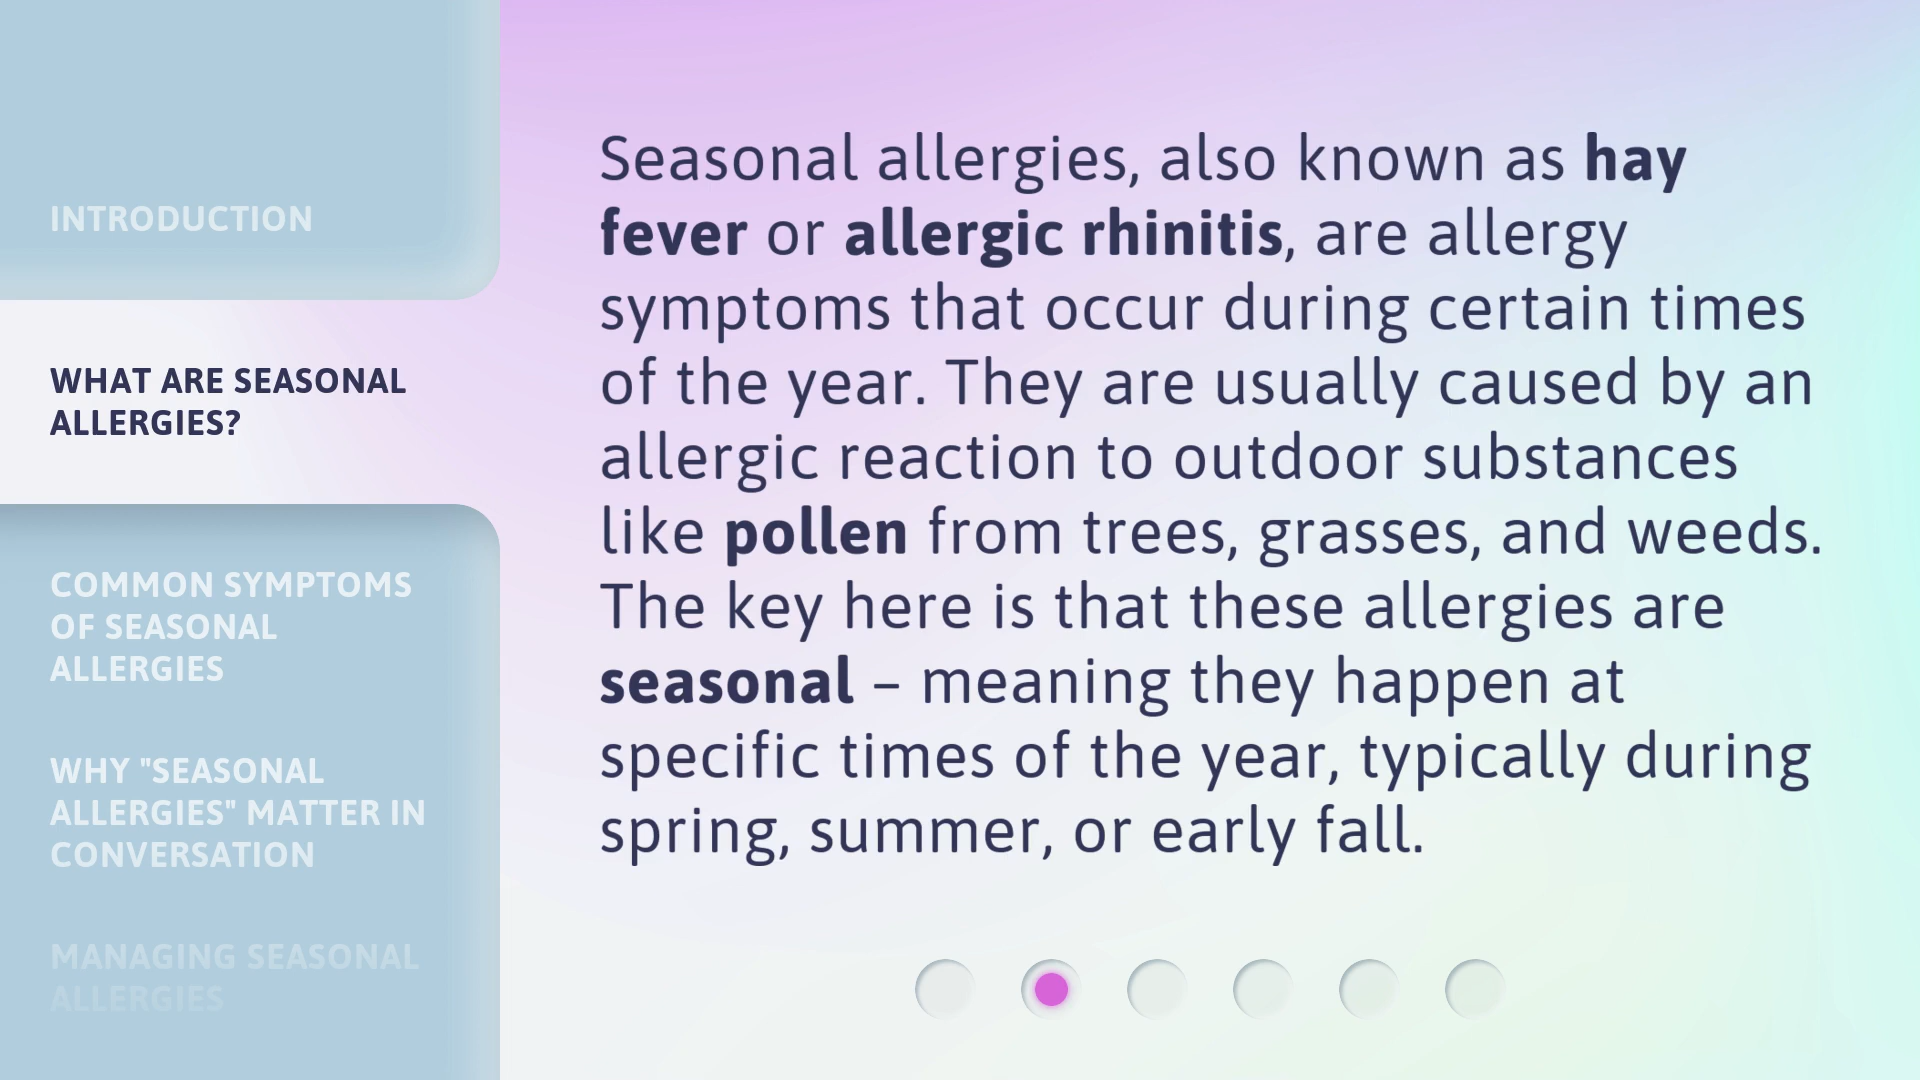 INTRODUCTION
WHAT ARE SEASONAL
ALLERGIES?
COMMON SYMPTOMS
OF SEASONAL
ALLERGIES
WHY "SEASONAL
ALLERGIES" MATTER IN
CONVERSATION
MANAGING SEASONAL
ALLERGIES
Seasonal allergies, also known as hay
fever or allergic rhinitis, are allergy
symptoms that occur during certain times
of the year. They are usually caused by an
allergic reaction to outdoor substances
like pollen from trees, grasses, and weeds.
The key here is that these allergies are
seasonal – meaning they happen at
specific times of the year, typically during
spring, summer, or early fall.